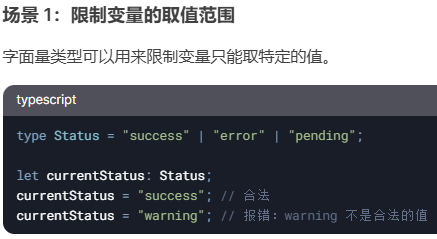 场景 1：限制变量的取值范围
字面量类型可以用来限制变量只能取特定的值。
typescript
type Status = "success" | "error" | "pending";
let currentStatus: Status;
currentStatus = "success"; // 合法
currentStatus = "warning"; // 报错：warning 不是合法的值